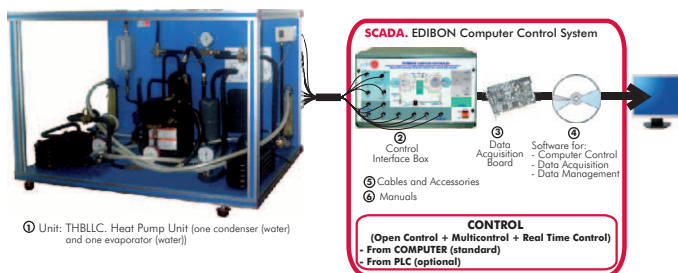 SCADA. EDIBON Computer Control System
② Control
Interface Box
③ Data
Acquisition
Board
④ Software for:
- Computer Control
- Data Acquisition
- Data Management
⑤ Cables and Accessories
⑥ Manuals
① Unit: THBLLC. Heat Pump Unit (one condenser (water)
and one evaporator (water))
CONTROL
(Open Control + Multicontrol + Real Time Control)
- From COMPUTER (standard)
- From PLC (optional)